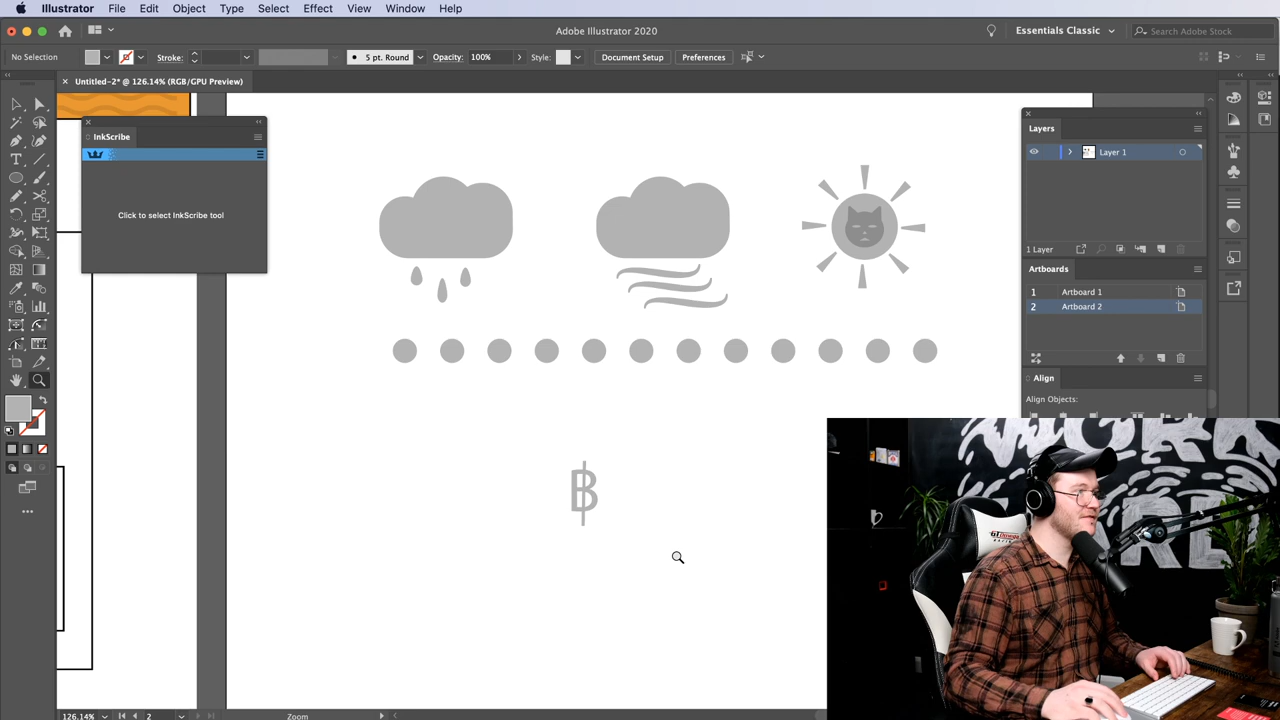 Illustrator File Edit Object Type Select Effect View Window Help
Adobe Illustrator 2020
Essentials Classic
Search Adobe Stock
No Selection
Stroke:
5 pt. Round
Opacity: 100%
Style:
Document Setup
Preferences
Untitled-2* @ 126.14% (RGB/GPU Preview)
InkScribe
Click to select InkScribe tool
Layers
Layer 1
1 Layer
Artboards
1 Artboard 1
2 Artboard 2
Align
Align Objects:
฿
126.14%
2
Zoom